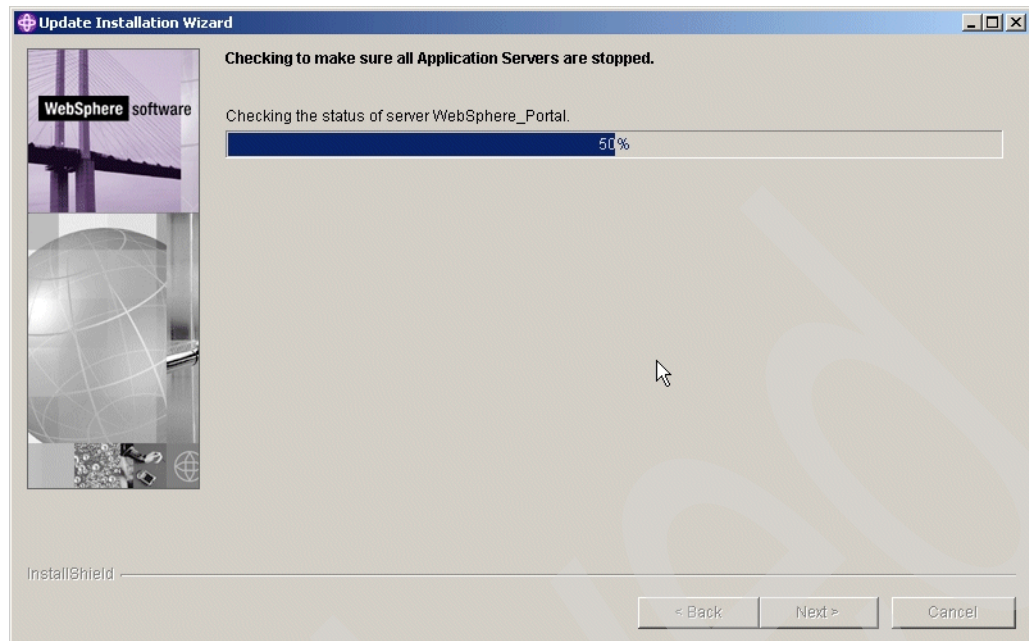 Update Installation Wizard
Checking to make sure all Application Servers are stopped.
WebSphere software
Checking the status of server WebSphere_Portal.
50%
InstallShield
< Back
Next >
Cancel